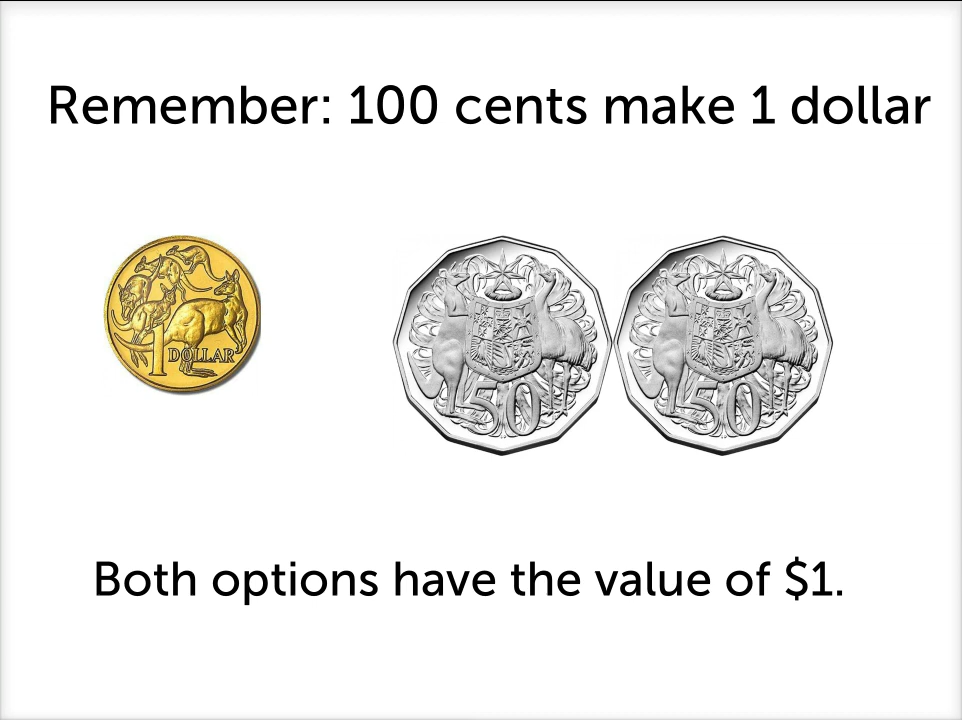 Remember: 100 cents make 1 dollar
1
DOLLAR
50
50
Both options have the value of $1.